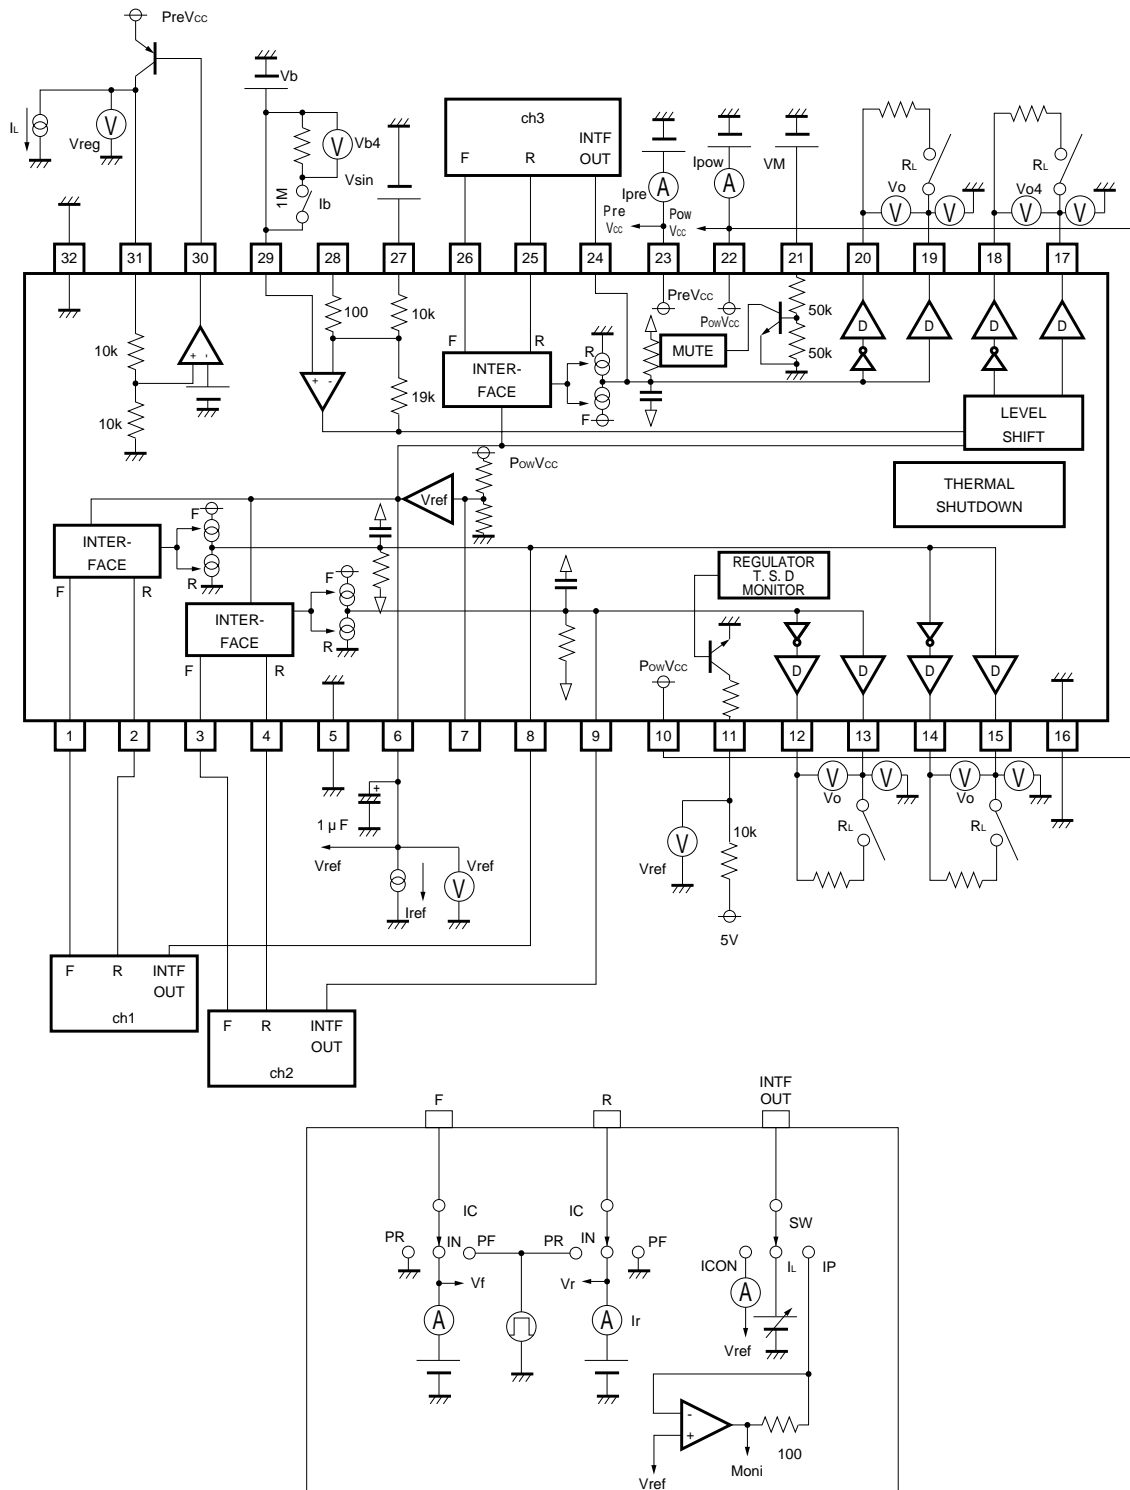 PreVcc
IL
Vreg
Vb
Vb4
1M
Ib
Vsin
ch3
INTF
OUT
F
R
Ipre
Pre
Vcc
Ipow
Pow
Vcc
VM
RL
Vo
RL
Vo4
32
31
30
29
28
27
26
25
24
23
22
21
20
19
18
17
10k
10k
+ -
100
10k
+ -
19k
F
R
INTER-
FACE
R
F
PreVcc
PowVcc
MUTE
50k
50k
D
D
D
D
LEVEL
SHIFT
THERMAL
SHUTDOWN
PowVcc
Vref
INTER-
FACE
F
R
F
R
INTER-
FACE
F
R
F
R
REGULATOR
T. S. D
MONITOR
PowVcc
D
D
D
D
1
2
3
4
5
6
7
8
9
10
11
12
13
14
15
16
+
1 µ F
Vref
Iref
Vref
Vref
10k
5V
Vo
RL
Vo
RL
F
R
INTF
OUT
ch1
F
R
INTF
OUT
ch2
F
R
INTF
OUT
IC
IC
SW
PR
IN
PF
PR
IN
PF
ICON
IL
IP
Vf
Vr
A
A
Ir
A
Vref
-
+
100
Vref
Moni